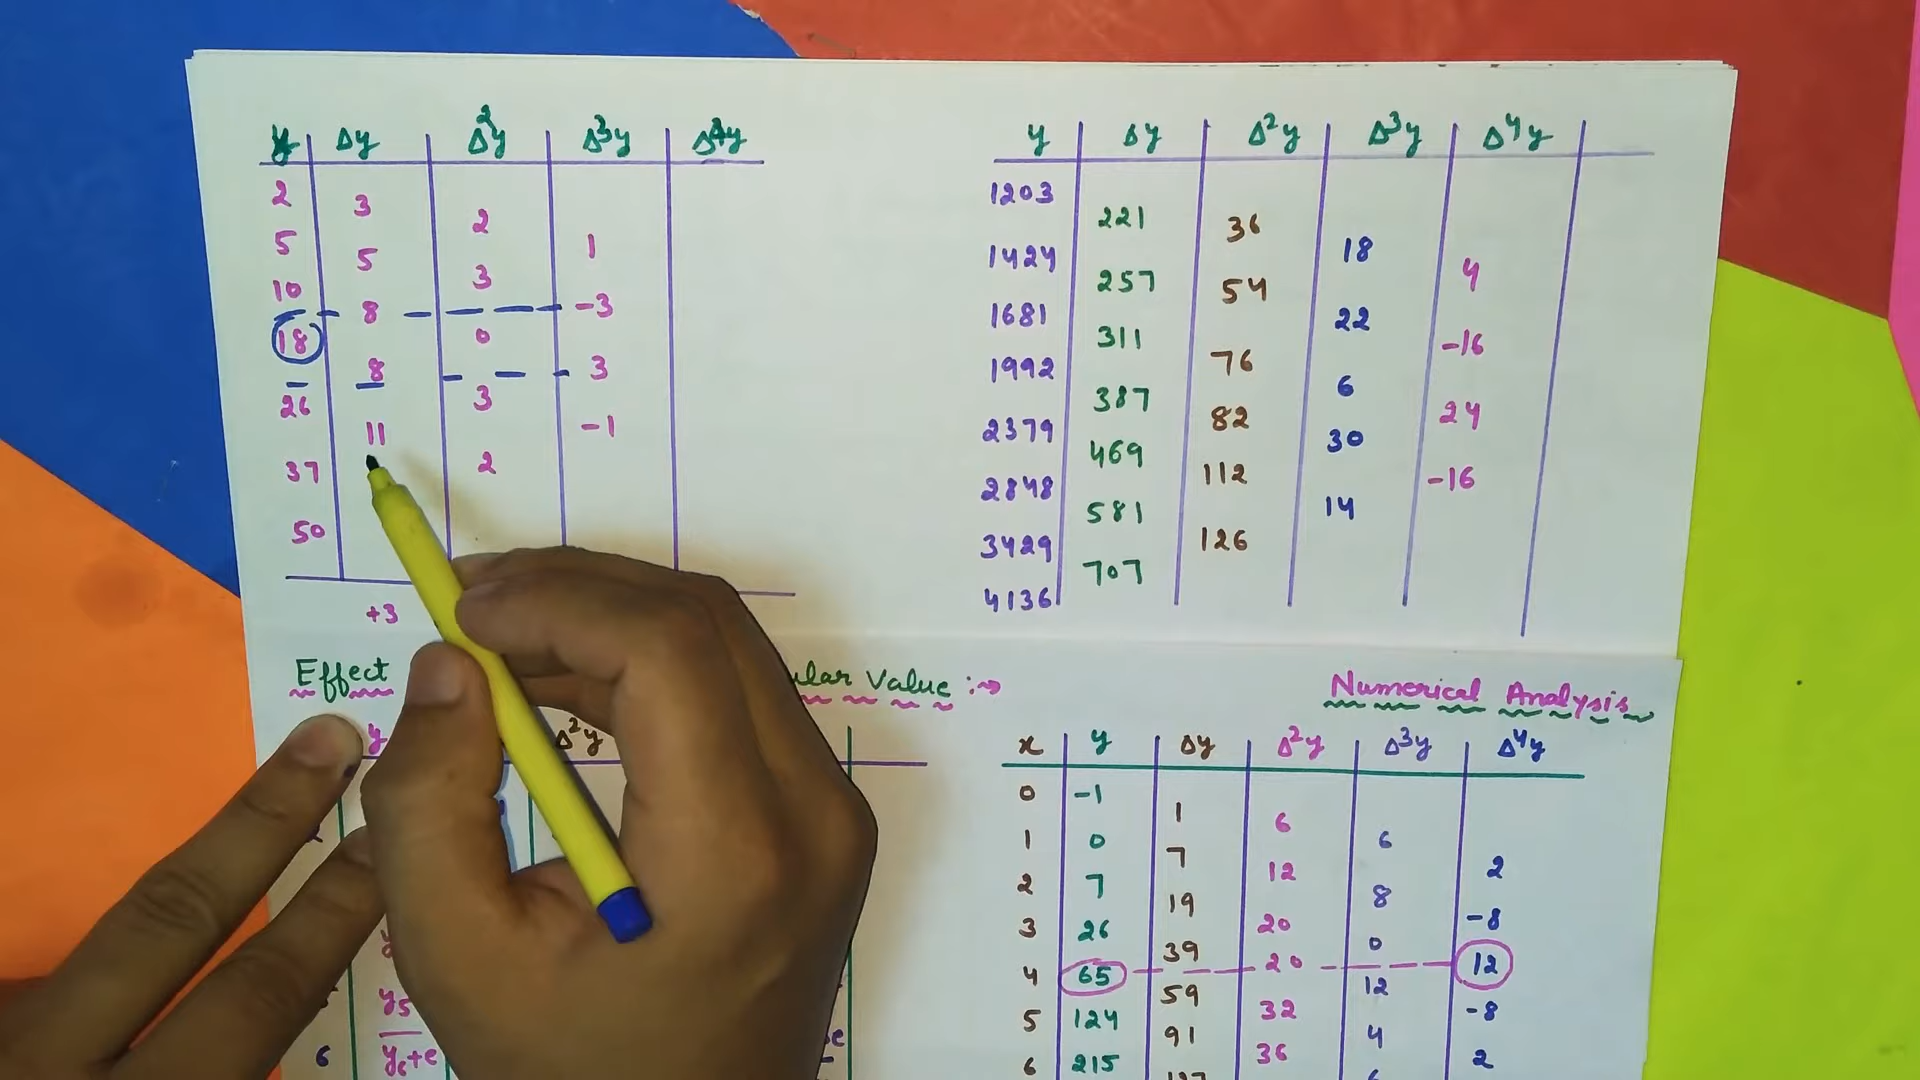 y Δy Δ²y Δ³y Δ⁴y
2 3 2
5 5 1
10 3
8 -3
18 0
8 3
26 3
11 -1
37 2
50
+3
y Δy Δ²y Δ³y Δ⁴y
1203
221 36
1424 18
257 54 4
1681 22
311 -16
1992 76 6
387 82 24
2379 30
469 112 -16
2848 14
581 126
3429
707
4136
Effect ular Value :→
y Δ²y
y5
6 y6+e
Numerical Analysis
x y Δy Δ²y Δ³y Δ⁴y
0 -1
1 6
1 0 6
7 12 2
2 7 8
19 20 -8
3 26 0
39
4 65 20 12
59 12
5 124 32 -8
91 4
6 215 36 2